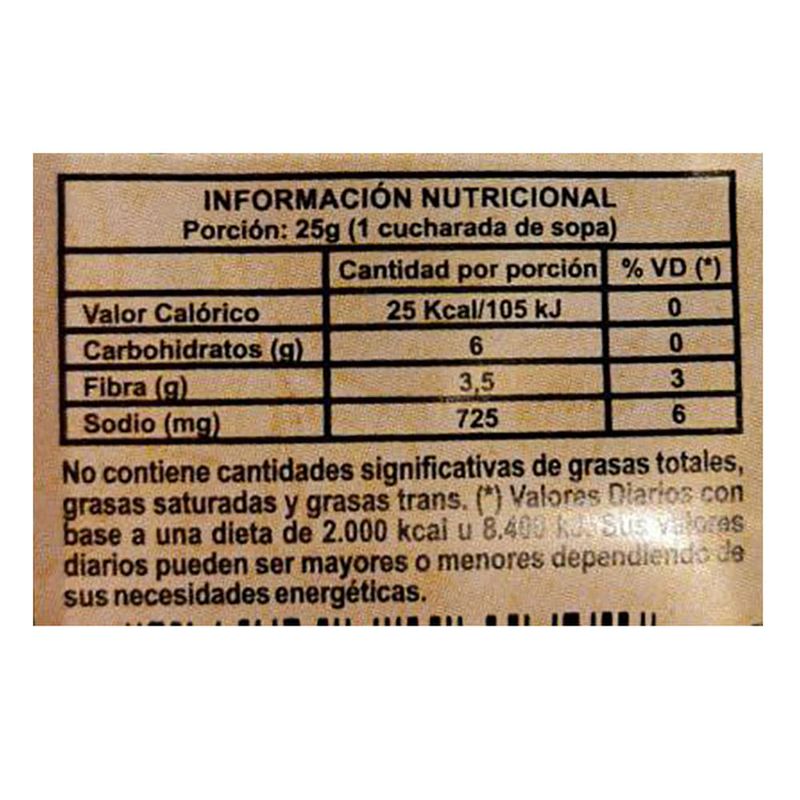 INFORMACIÓN NUTRICIONAL
Porción: 25g (1 cucharada de sopa)
Cantidad por porción % VD (*)
Valor Calórico 25 Kcal/105 kJ 0
Carbohidratos (g) 6 0
Fibra (g) 3,5 3
Sodio (mg) 725 6
No contiene cantidades significativas de grasas totales,
grasas saturadas y grasas trans. (*) Valores Diarios con
base a una dieta de 2.000 kcal u 8.400 kJ. Sus valores
diarios pueden ser mayores o menores dependiendo de
sus necesidades energéticas.